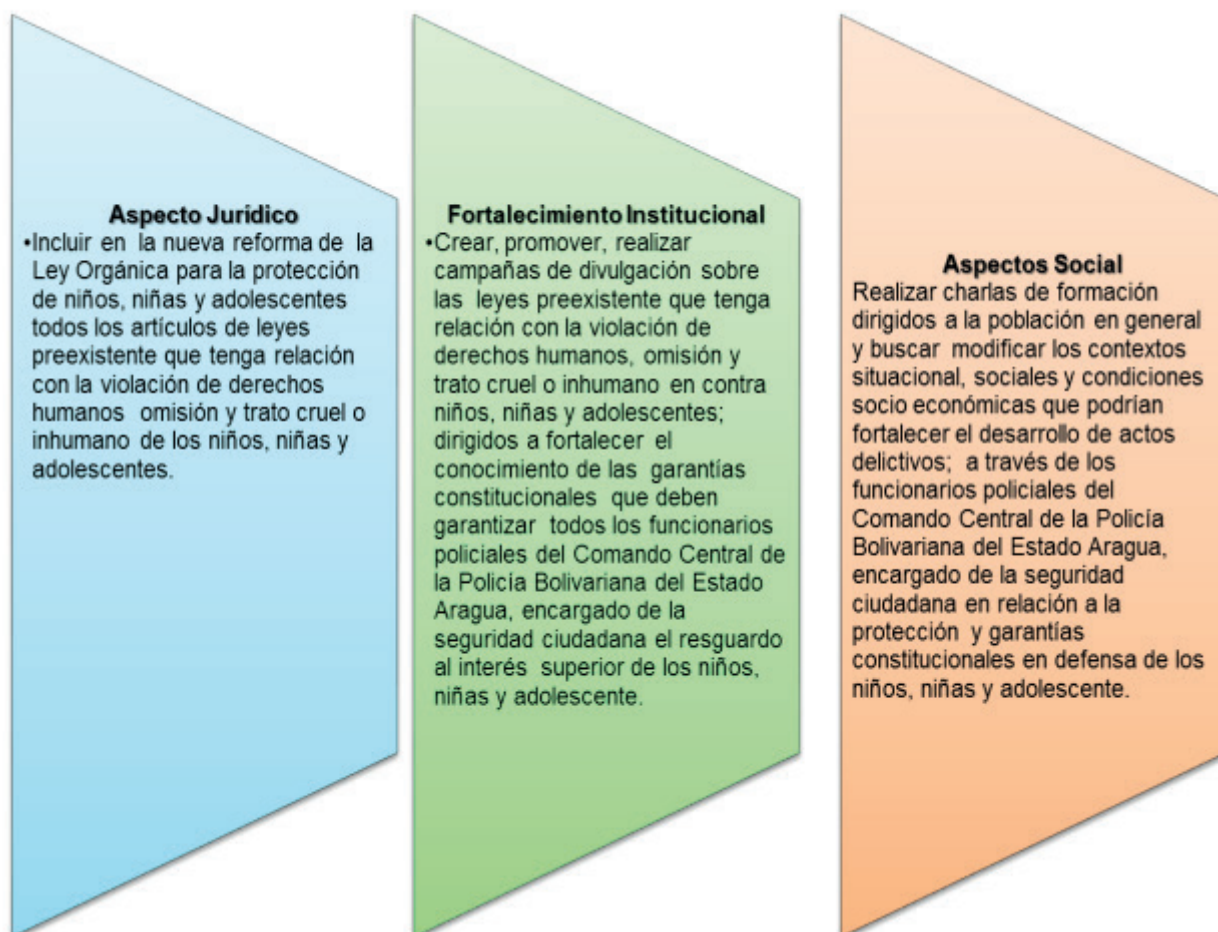 Aspecto Jurídico
•Incluir en la nueva reforma de la
Ley Orgánica para la protección
de niños, niñas y adolescentes
todos los artículos de leyes
preexistente que tenga relación
con la violación de derechos
humanos omisión y trato cruel o
inhumano de los niños, niñas y
adolescentes.
Fortalecimiento Institucional
•Crear, promover, realizar
campañas de divulgación sobre
las leyes preexistente que tenga
relación con la violación de
derechos humanos, omisión y
trato cruel o inhumano en contra
niños, niñas y adolescentes;
dirigidos a fortalecer el
conocimiento de las garantías
constitucionales que deben
garantizar todos los funcionarios
policiales del Comando Central de
la Policía Bolivariana del Estado
Aragua, encargado de la
seguridad ciudadana el resguardo
al interés superior de los niños,
niñas y adolescente.
Aspectos Social
Realizar charlas de formación
dirigidos a la población en general
y buscar modificar los contextos
situacional, sociales y condiciones
socio económicas que podrían
fortalecer el desarrollo de actos
delictivos; a través de los
funcionarios policiales del
Comando Central de la Policía
Bolivariana del Estado Aragua,
encargado de la seguridad
ciudadana en relación a la
protección y garantías
constitucionales en defensa de los
niños, niñas y adolescente.